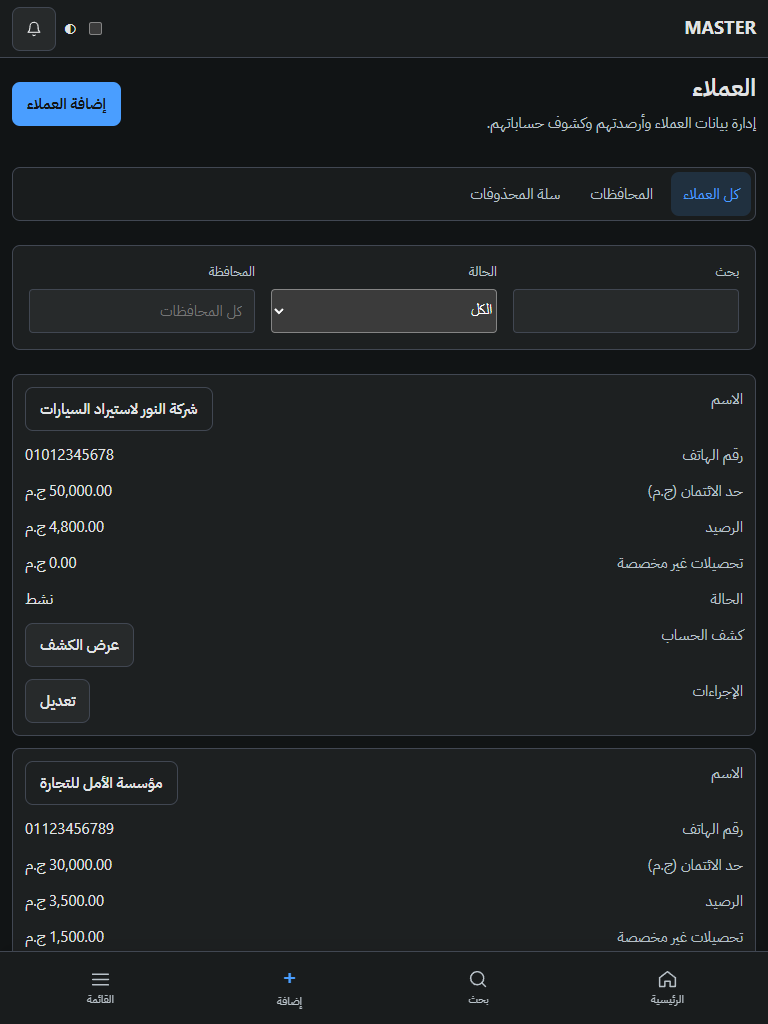 MASTER
العملاء
إضافة العملاء
إدارة بيانات العملاء وأرصدتهم وكشوف حساباتهم.
كل العملاء المحافظات سلة المحذوفات
بحث الحالة المحافظة
الكل كل المحافظات
الاسم شركة النور لاستيراد السيارات
رقم الهاتف 01012345678
حد الائتمان (ج.م) 50,000.00 ج.م
الرصيد 4,800.00 ج.م
تحصيلات غير مخصصة 0.00 ج.م
الحالة نشط
كشف الحساب عرض الكشف
الإجراءات تعديل
الاسم مؤسسة الأمل للتجارة
رقم الهاتف 01123456789
حد الائتمان (ج.م) 30,000.00 ج.م
الرصيد 3,500.00 ج.م
تحصيلات غير مخصصة 1,500.00 ج.م
الرئيسية بحث إضافة القائمة